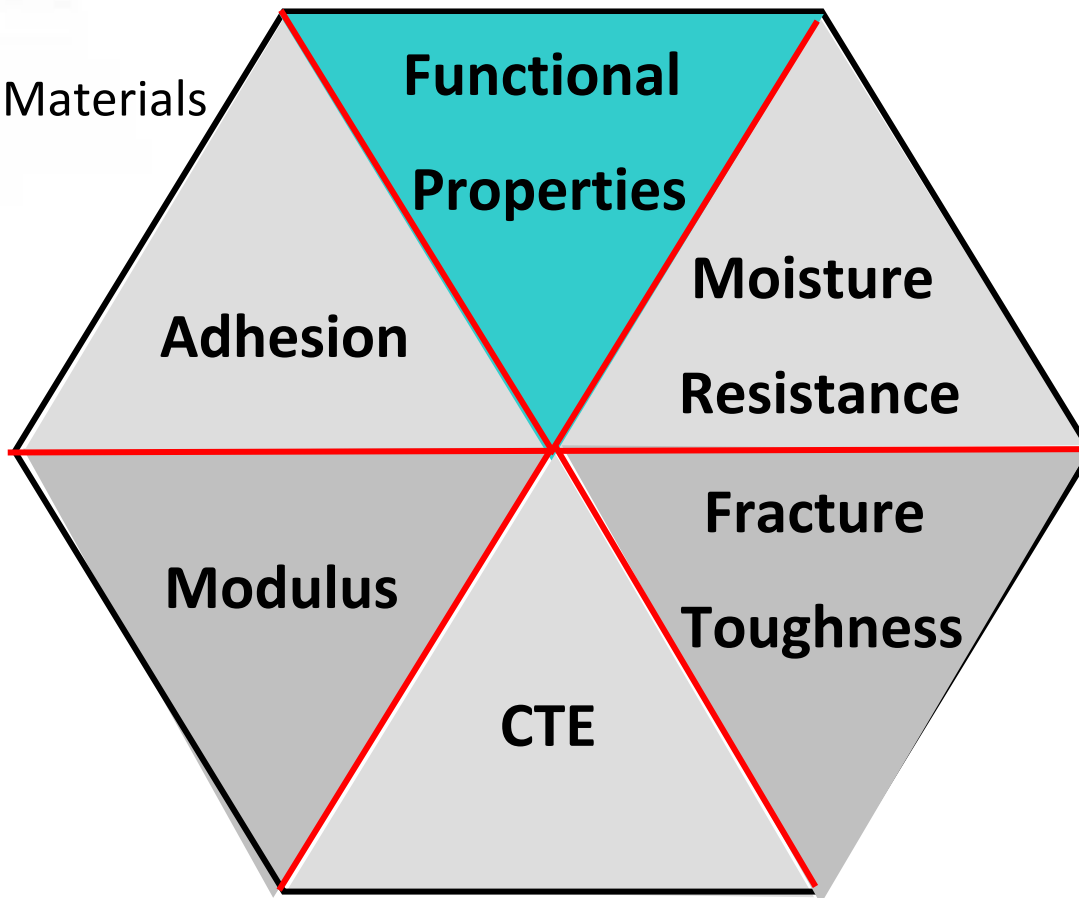 Materials
Functional
Properties
Adhesion
Moisture
Resistance
Modulus
CTE
Fracture
Toughness